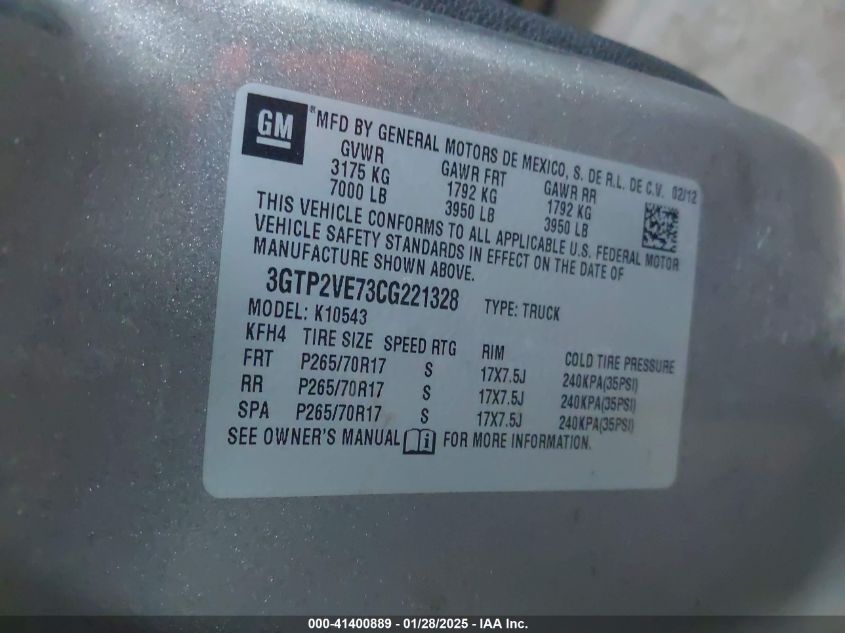 GM ® MFD BY GENERAL MOTORS DE MEXICO, S. DE R.L. DE C.V. 02/12
GVWR GAWR FRT GAWR RR
3175 KG 1792 KG 1792 KG
7000 LB 3950 LB 3950 LB
THIS VEHICLE CONFORMS TO ALL APPLICABLE U.S. FEDERAL MOTOR
VEHICLE SAFETY STANDARDS IN EFFECT ON THE DATE OF
MANUFACTURE SHOWN ABOVE.
3GTP2VE73CG221328 TYPE: TRUCK
MODEL: K10543
KFH4 TIRE SIZE SPEED RTG RIM COLD TIRE PRESSURE
FRT P265/70R17 S 17X7.5J 240KPA(35PSI)
RR P265/70R17 S 17X7.5J 240KPA(35PSI)
SPA P265/70R17 S 17X7.5J 240KPA(35PSI)
SEE OWNER'S MANUAL i FOR MORE INFORMATION.
000-41400889 - 01/28/2025 - IAA Inc.